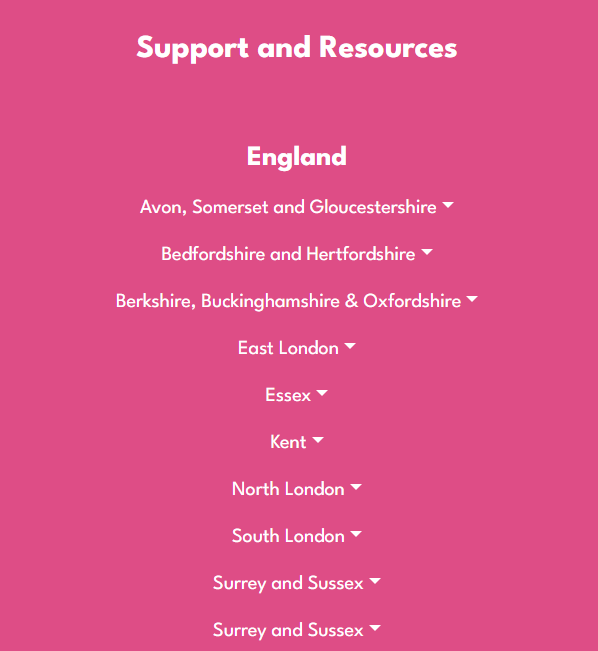 Support and Resources
England
Avon, Somerset and Gloucestershire
Bedfordshire and Hertfordshire
Berkshire, Buckinghamshire & Oxfordshire
East London
Essex
Kent
North London
South London
Surrey and Sussex
Surrey and Sussex